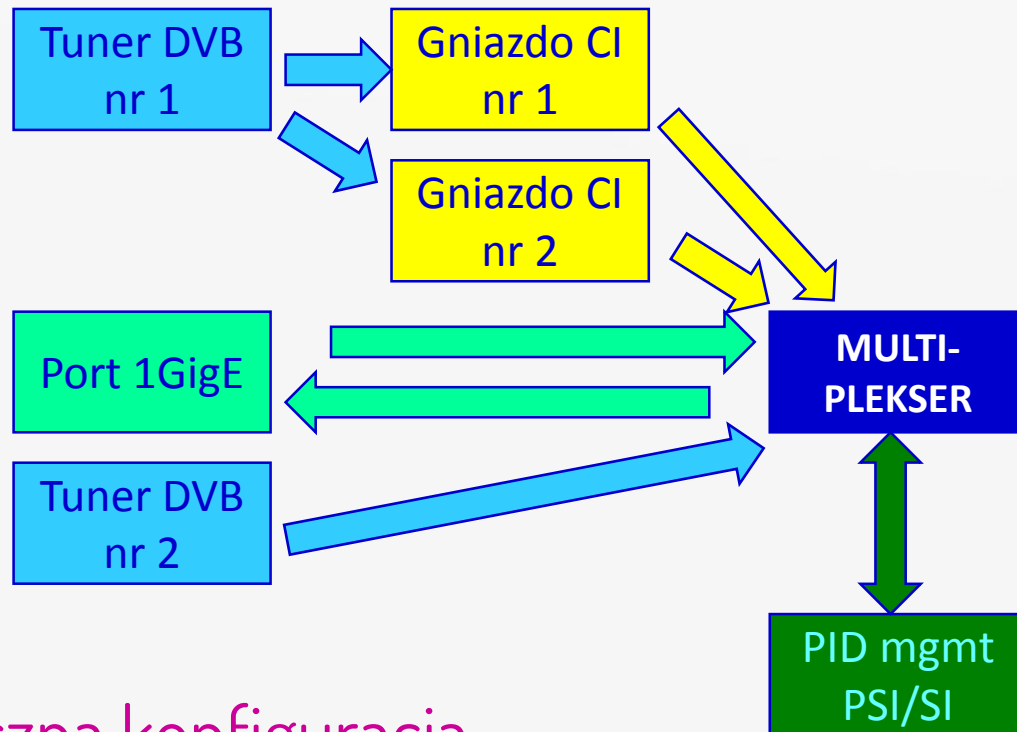 Tuner DVB
nr 1
Gniazdo CI
nr 1
Gniazdo CI
nr 2
Port 1GigE
MULTI-
PLEKSER
Tuner DVB
nr 2
PID mgmt
PSI/SI